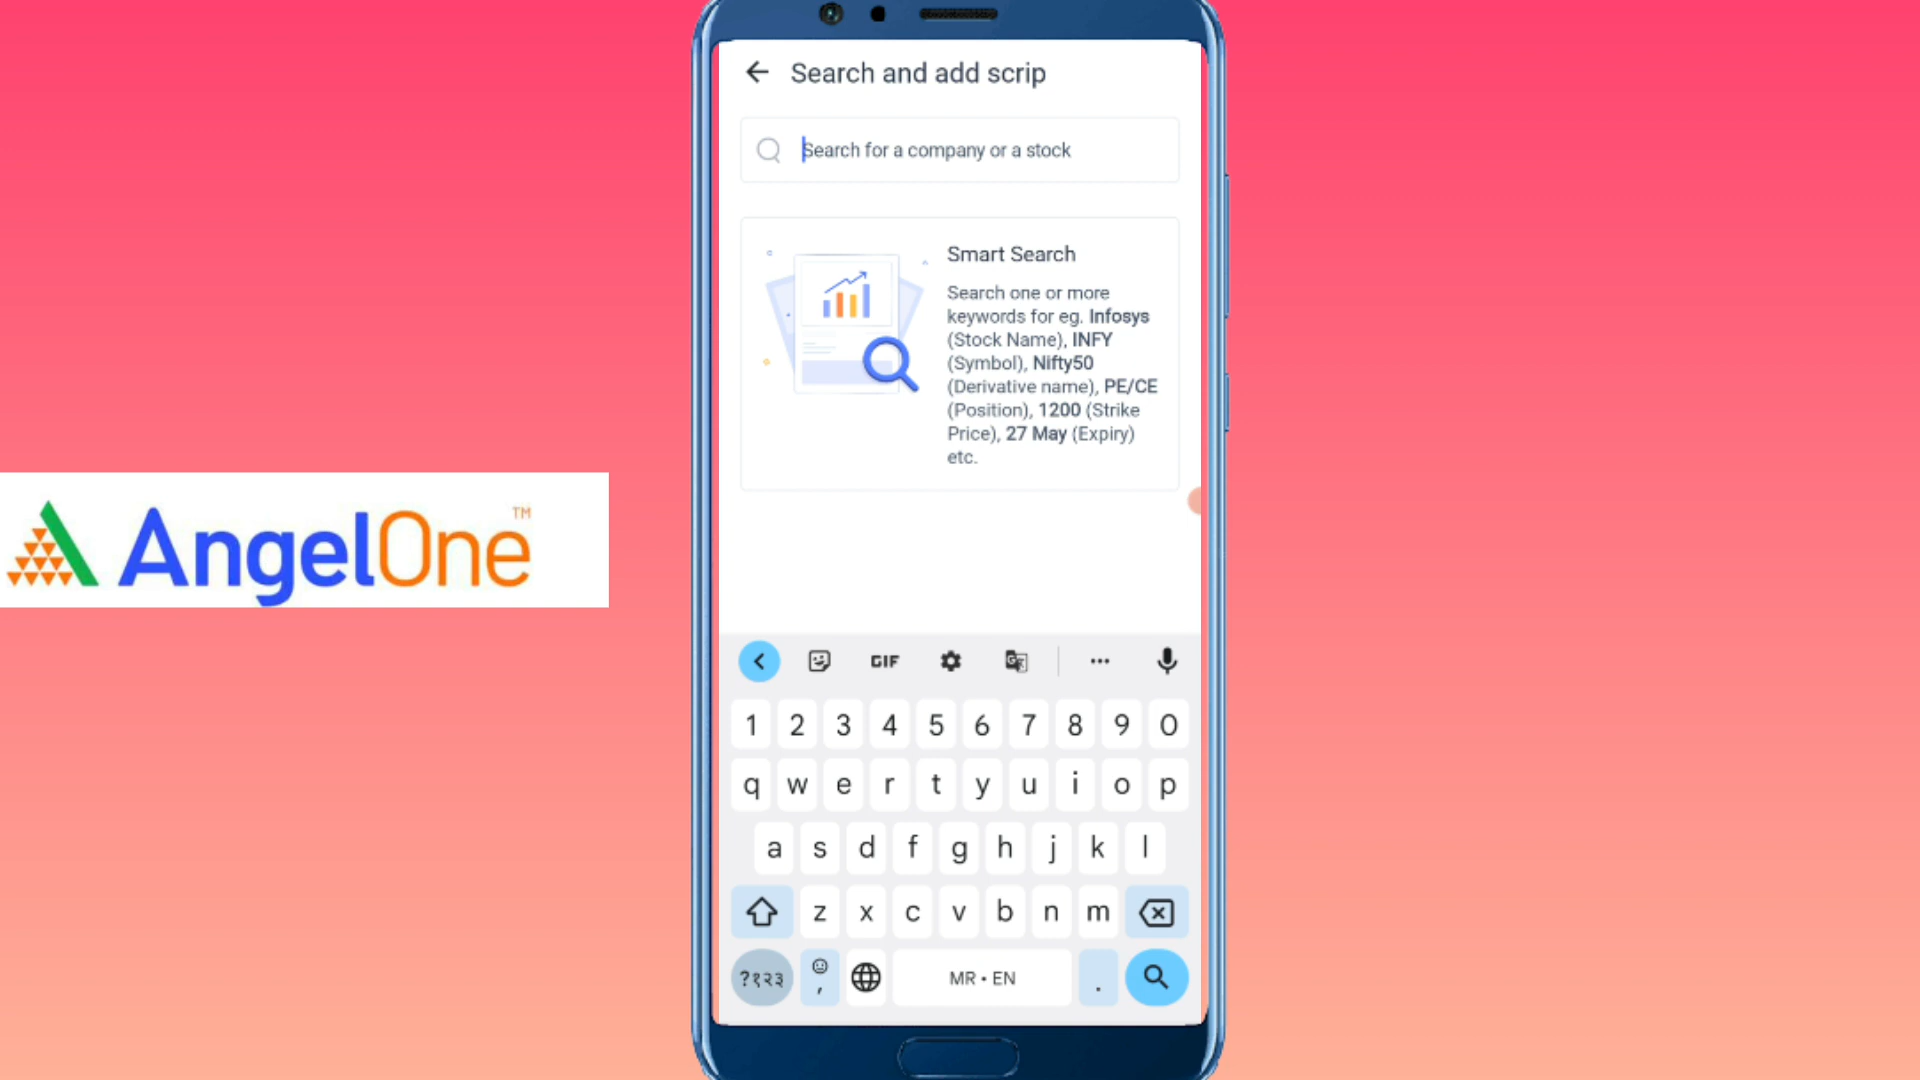 Search and add scrip
Search for a company or a stock
Smart Search
Search one or more
keywords for eg. Infosys
(Stock Name), INFY
(Symbol), Nifty50
(Derivative name), PE/CE
(Position), 1200 (Strike
Price), 27 May (Expiry)
etc.
AngelOne™
GIF
1 2 3 4 5 6 7 8 9 0
q w e r t y u i o p
a s d f g h j k l
z x c v b n m
?१२३ , MR • EN .